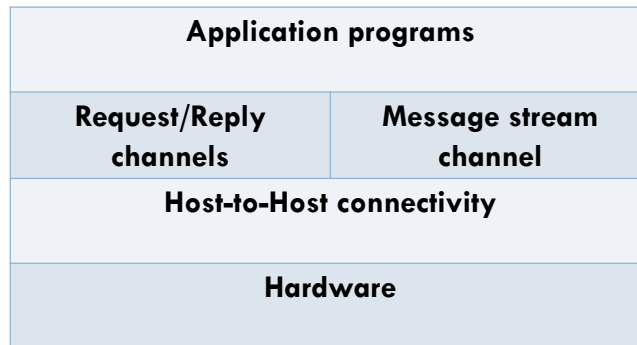 Application programs
Request/Reply
channels
Message stream
channel
Host-to-Host connectivity
Hardware